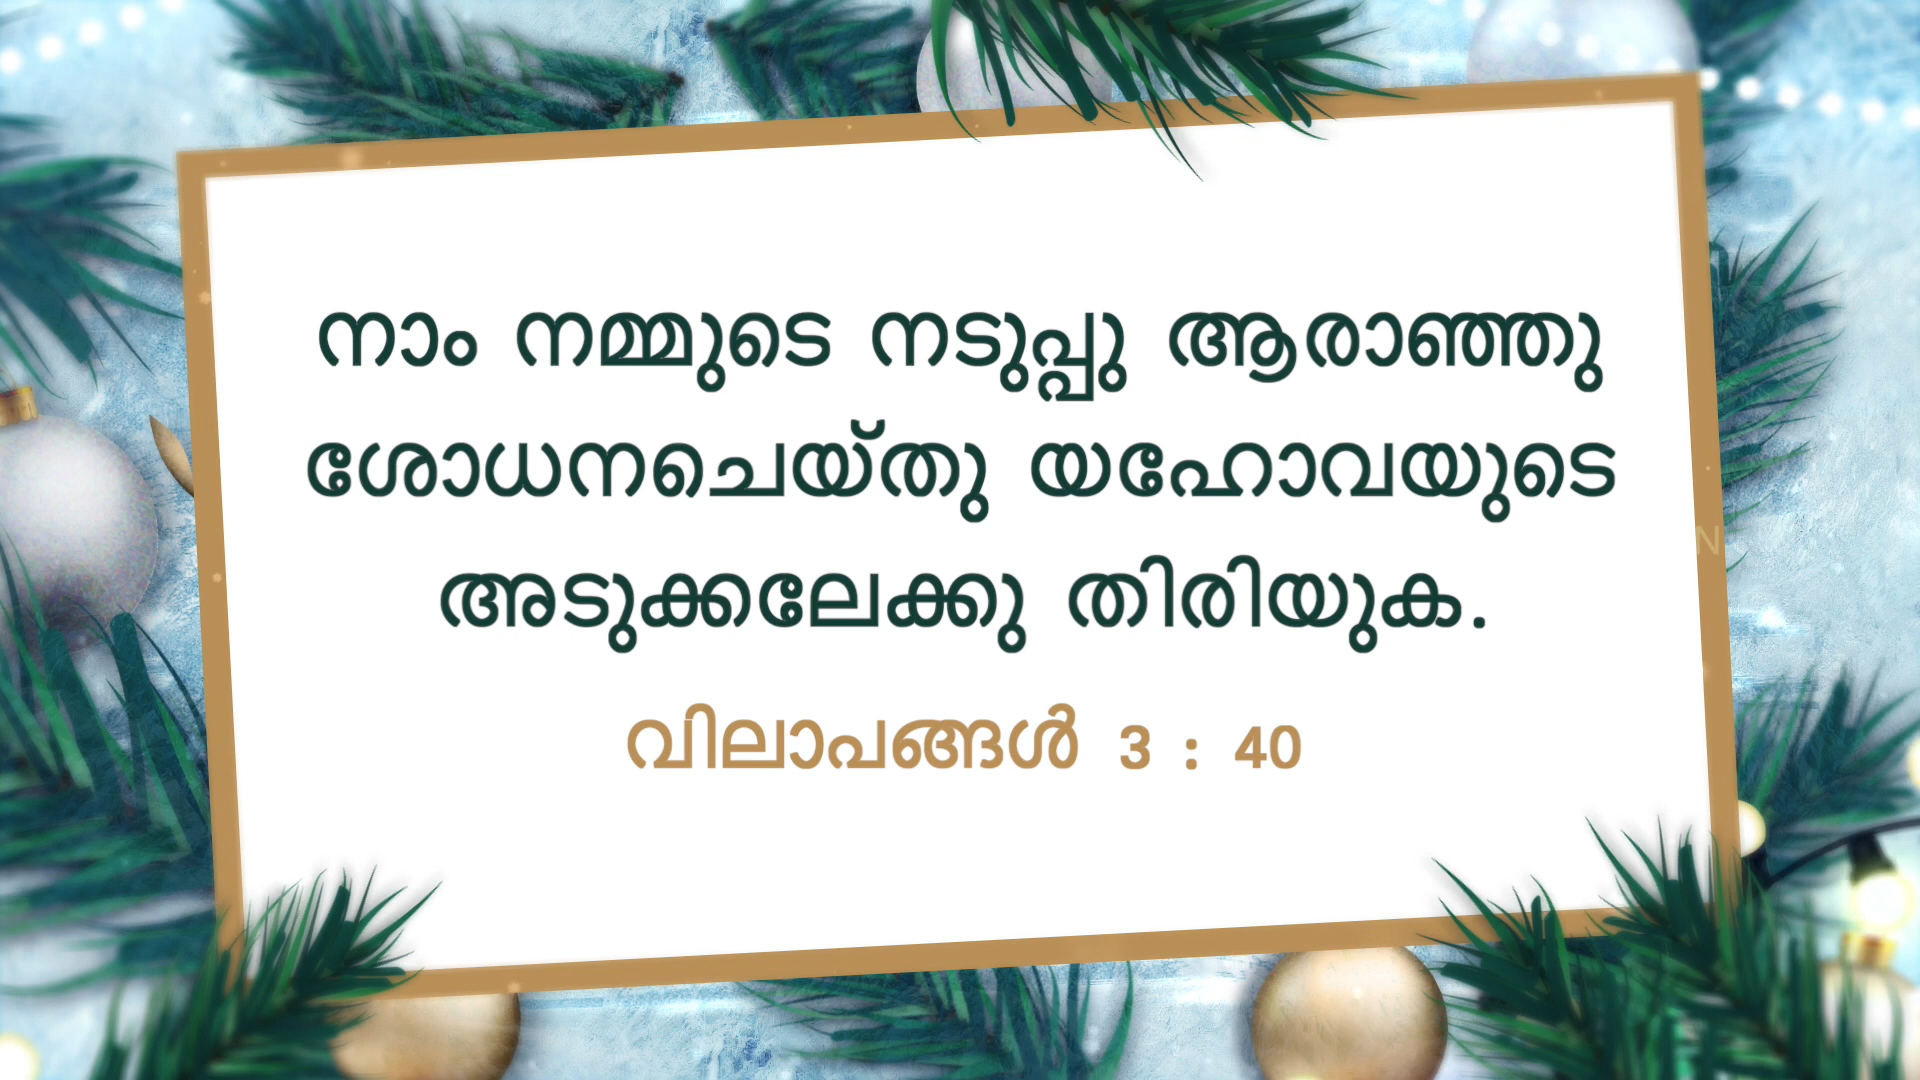 നാം നമ്മുടെ നടുപ്പു ആരാഞ്ഞു
ശോധനചെയ്തു യഹോവയുടെ
അടുക്കലേക്കു തിരിയുക.
വിലാപങ്ങൾ 3 : 40
N